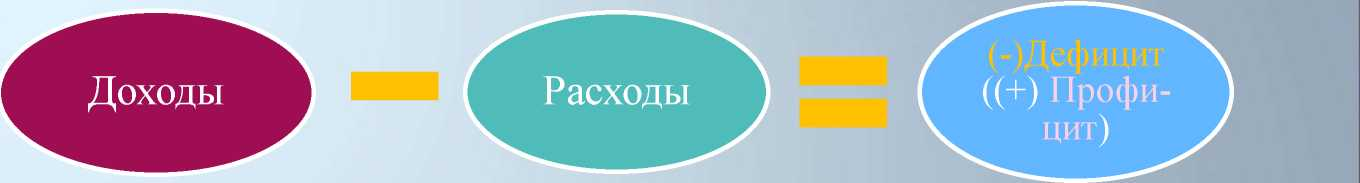 Доходы
Расходы
(-)Дефицит
((+) Профи-
цит)